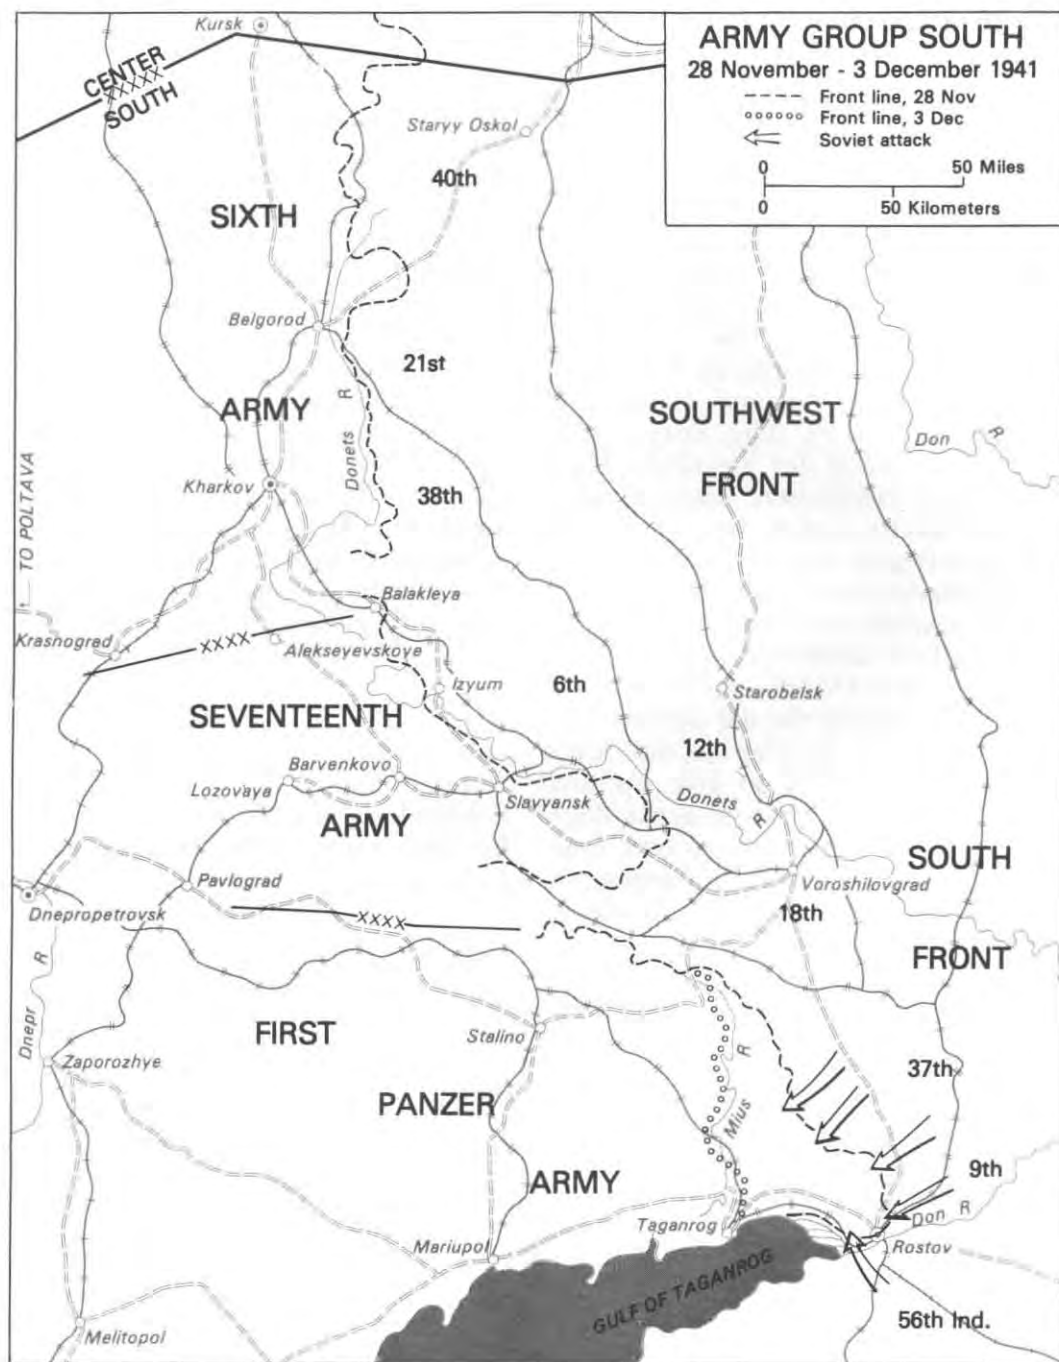 ARMY GROUP SOUTH
28 November - 3 December 1941
Front line, 28 Nov
Front line, 3 Dec
Soviet attack
0 50 Miles
0 50 Kilometers
Kursk
CENTER
XXXXX
SOUTH
Staryy Oskol
40th
SIXTH
Belgorod
21st
R
ARMY
SOUTHWEST
Don R
Donets
FRONT
TO POLTAVA
Kharkov
38th
Balakleya
Krasnograd
XXXX
Alekseyevskoye
Izyum
6th
Starobelsk
SEVENTEENTH
12th
Barvenkovo
Lozovaya
Slavyansk
Donets R
ARMY
SOUTH
Pavlograd
Voroshilovgrad
Dnepropetrovsk
XXXX
18th
FRONT
Dnepr R
FIRST
Stalino
Zaporozhye
R
37th
PANZER
Mius
ARMY
9th
Don R
Taganrog
Mariupol
Rostov
GULF OF TAGANROG
56th Ind.
Melitopol